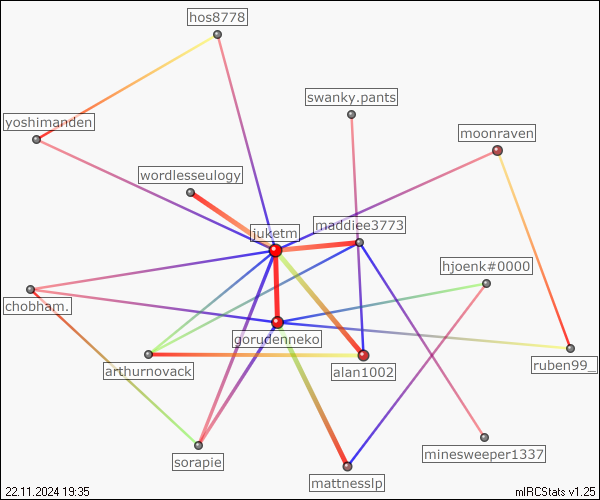 hos8778
swanky.pants
yoshimanden
moonraven
wordlesseulogy
juketm
maddiee3773
hjoenk#0000
chobham.
gorudenneko
arthurnovack
alan1002
ruben99_
sorapie
minesweeper1337
mattnesslp
22.11.2024 19:35
mIRCStats v1.25